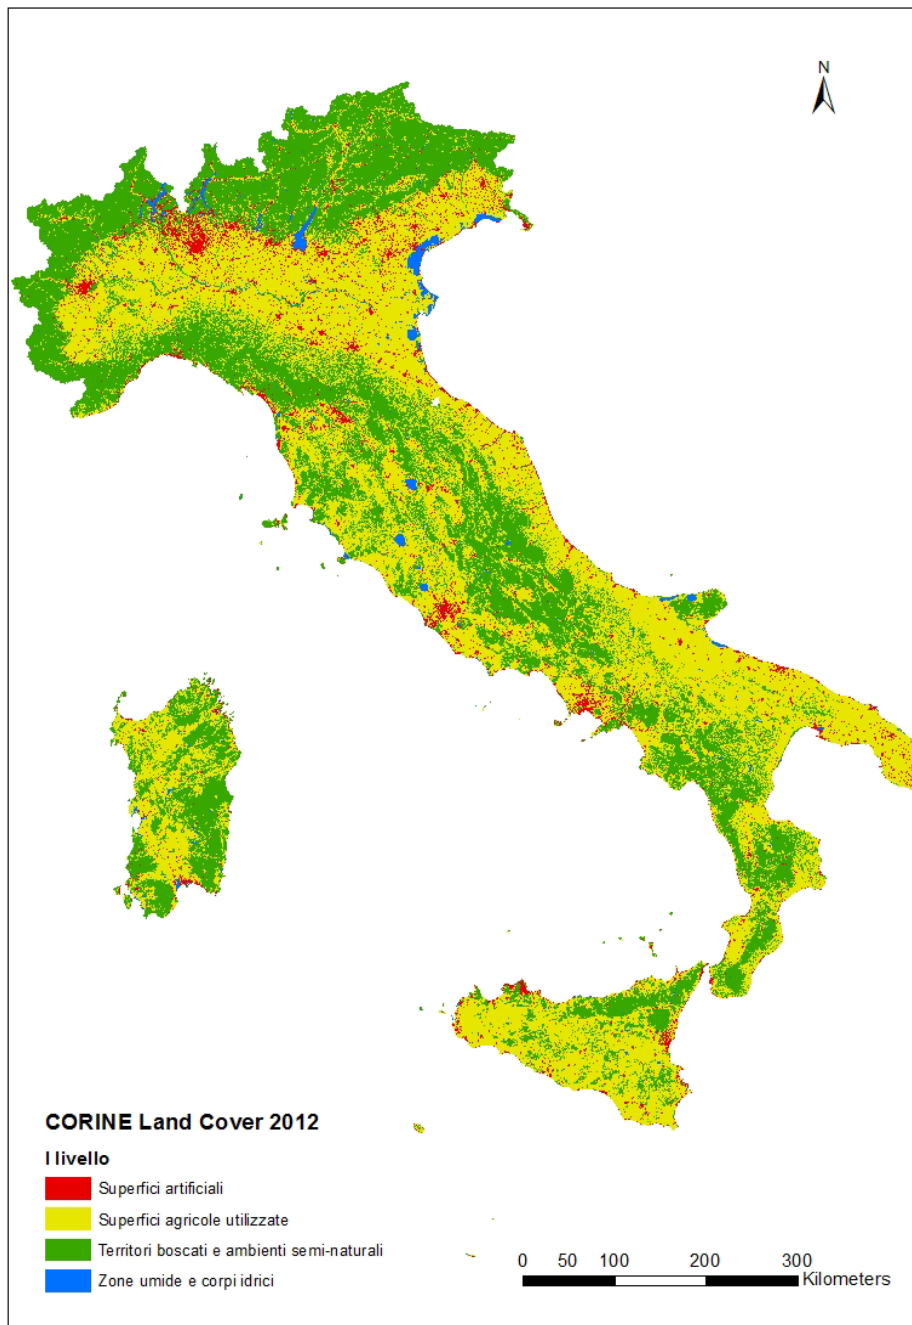 N
CORINE Land Cover 2012
I livello
Superfici artificiali
Superfici agricole utilizzate
Territori boscati e ambienti semi-naturali
Zone umide e corpi idrici
0 50 100 200 300
Kilometers